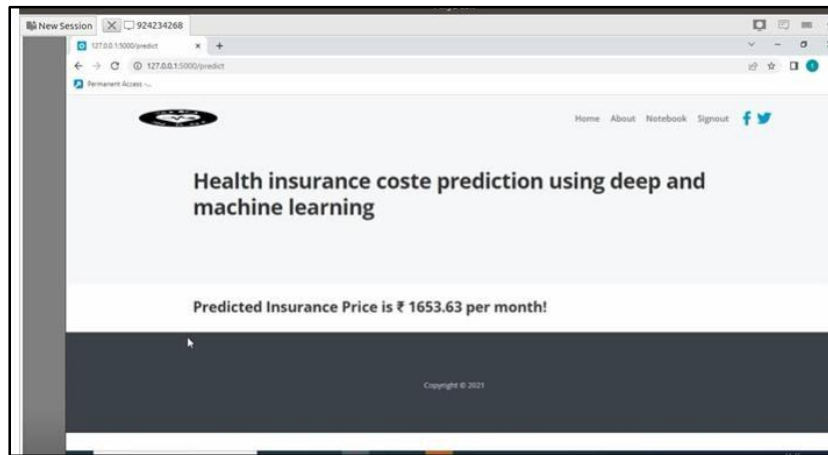 New Session
924234268
127.0.0.1:5000/predict
127.0.0.1:5000/predict
Permanent Access -...
Home About Notebook Signout
Health insurance coste prediction using deep and
machine learning
Predicted Insurance Price is ₹ 1653.63 per month!
Copyright © 2021